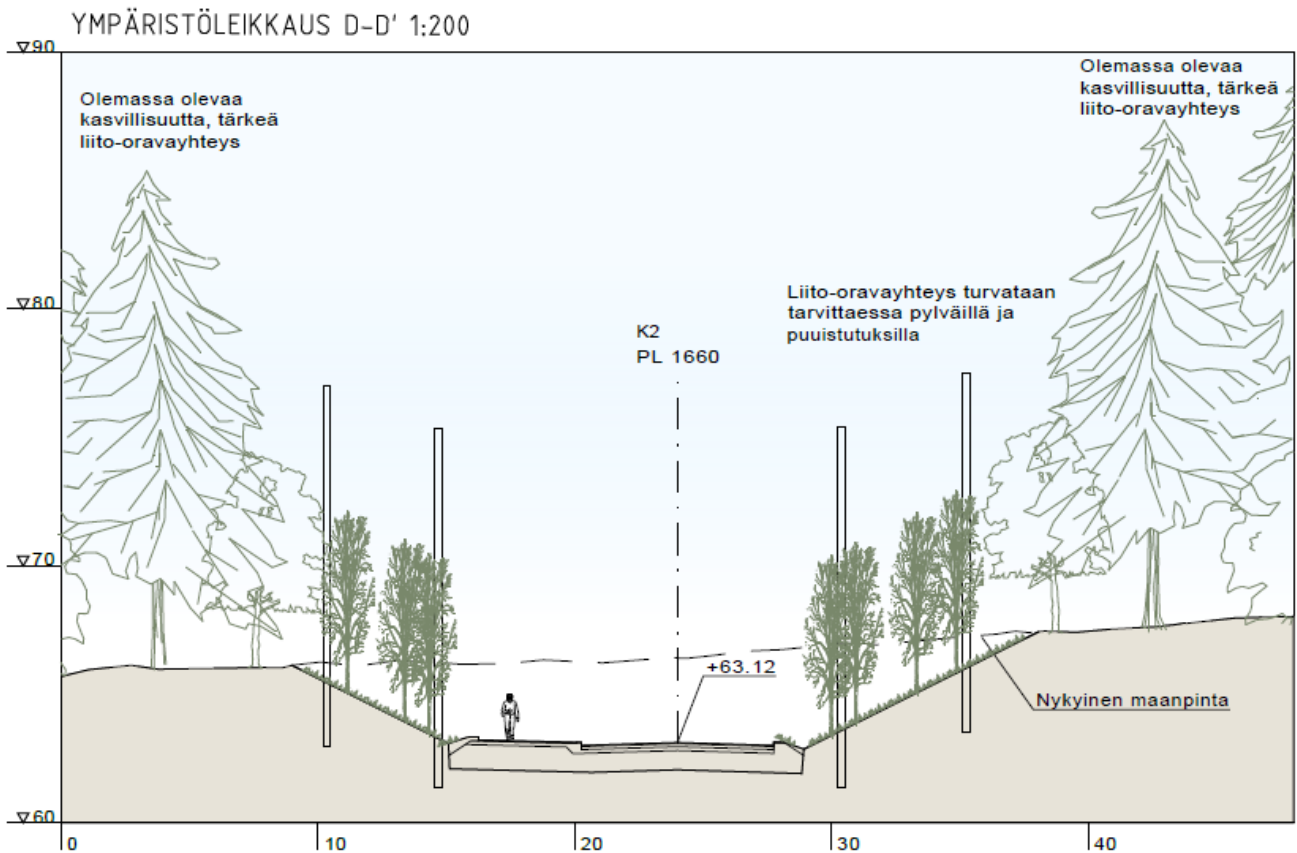 YMPÄRISTÖLEIKKAUS D-D' 1:200
90
Olemassa olevaa
kasvillisuutta, tärkeä
liito-oravayhteys
Olemassa olevaa
kasvillisuutta, tärkeä
liito-oravayhteys
80
Liito-oravayhteys turvataan
tarvittaessa pylväillä ja
puuistutuksilla
K2
PL 1660
70
+63.12
Nykyinen maanpinta
60
0 10 20 30 40